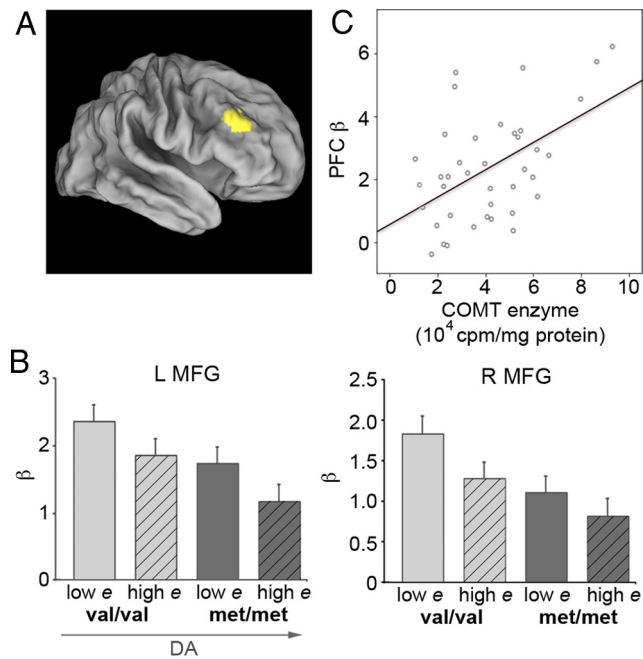 A
C
6
4
2
0
PFC β
0 2 4 6 8 10
COMT enzyme
(10⁴ cpm/mg protein)
B
L MFG
3
2
1
0
β
low e high e low e high e
val/val met/met
DA
R MFG
2.5
2.0
1.5
1.0
0.5
0
β
low e high e low e high e
val/val met/met